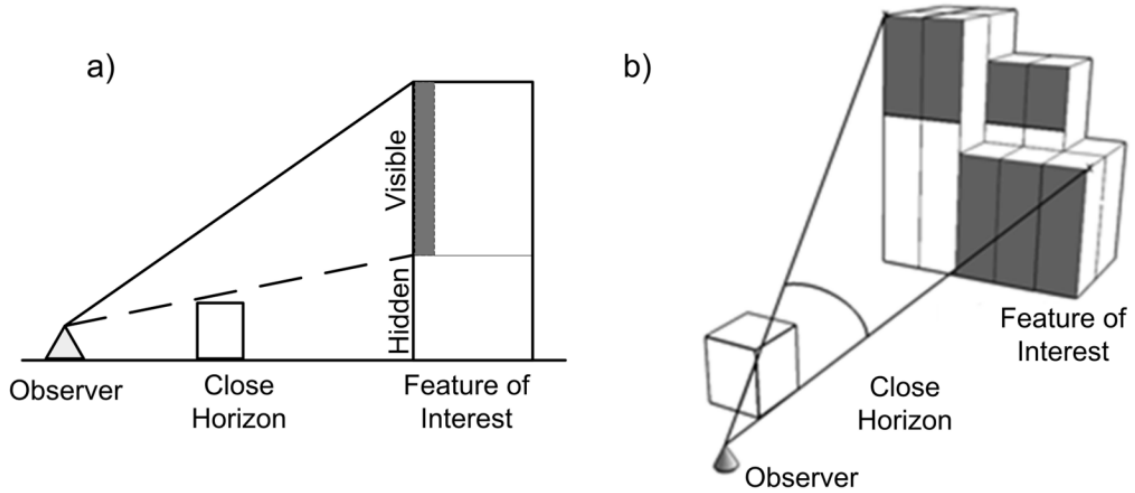 a)
Visible
Hidden
Observer
Close
Horizon
Feature of
Interest
b)
Feature of
Interest
Close
Horizon
Observer